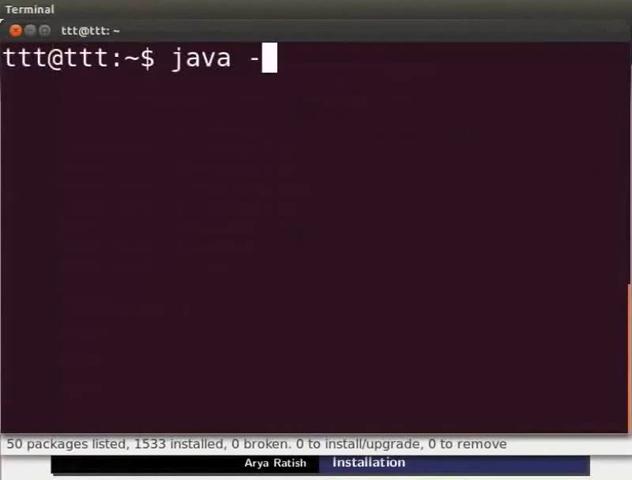 Terminal
ttt@ttt: ~
ttt@ttt:~$ java -
50 packages listed, 1533 installed, 0 broken. 0 to install/upgrade, 0 to remove
Arya Ratish Installation